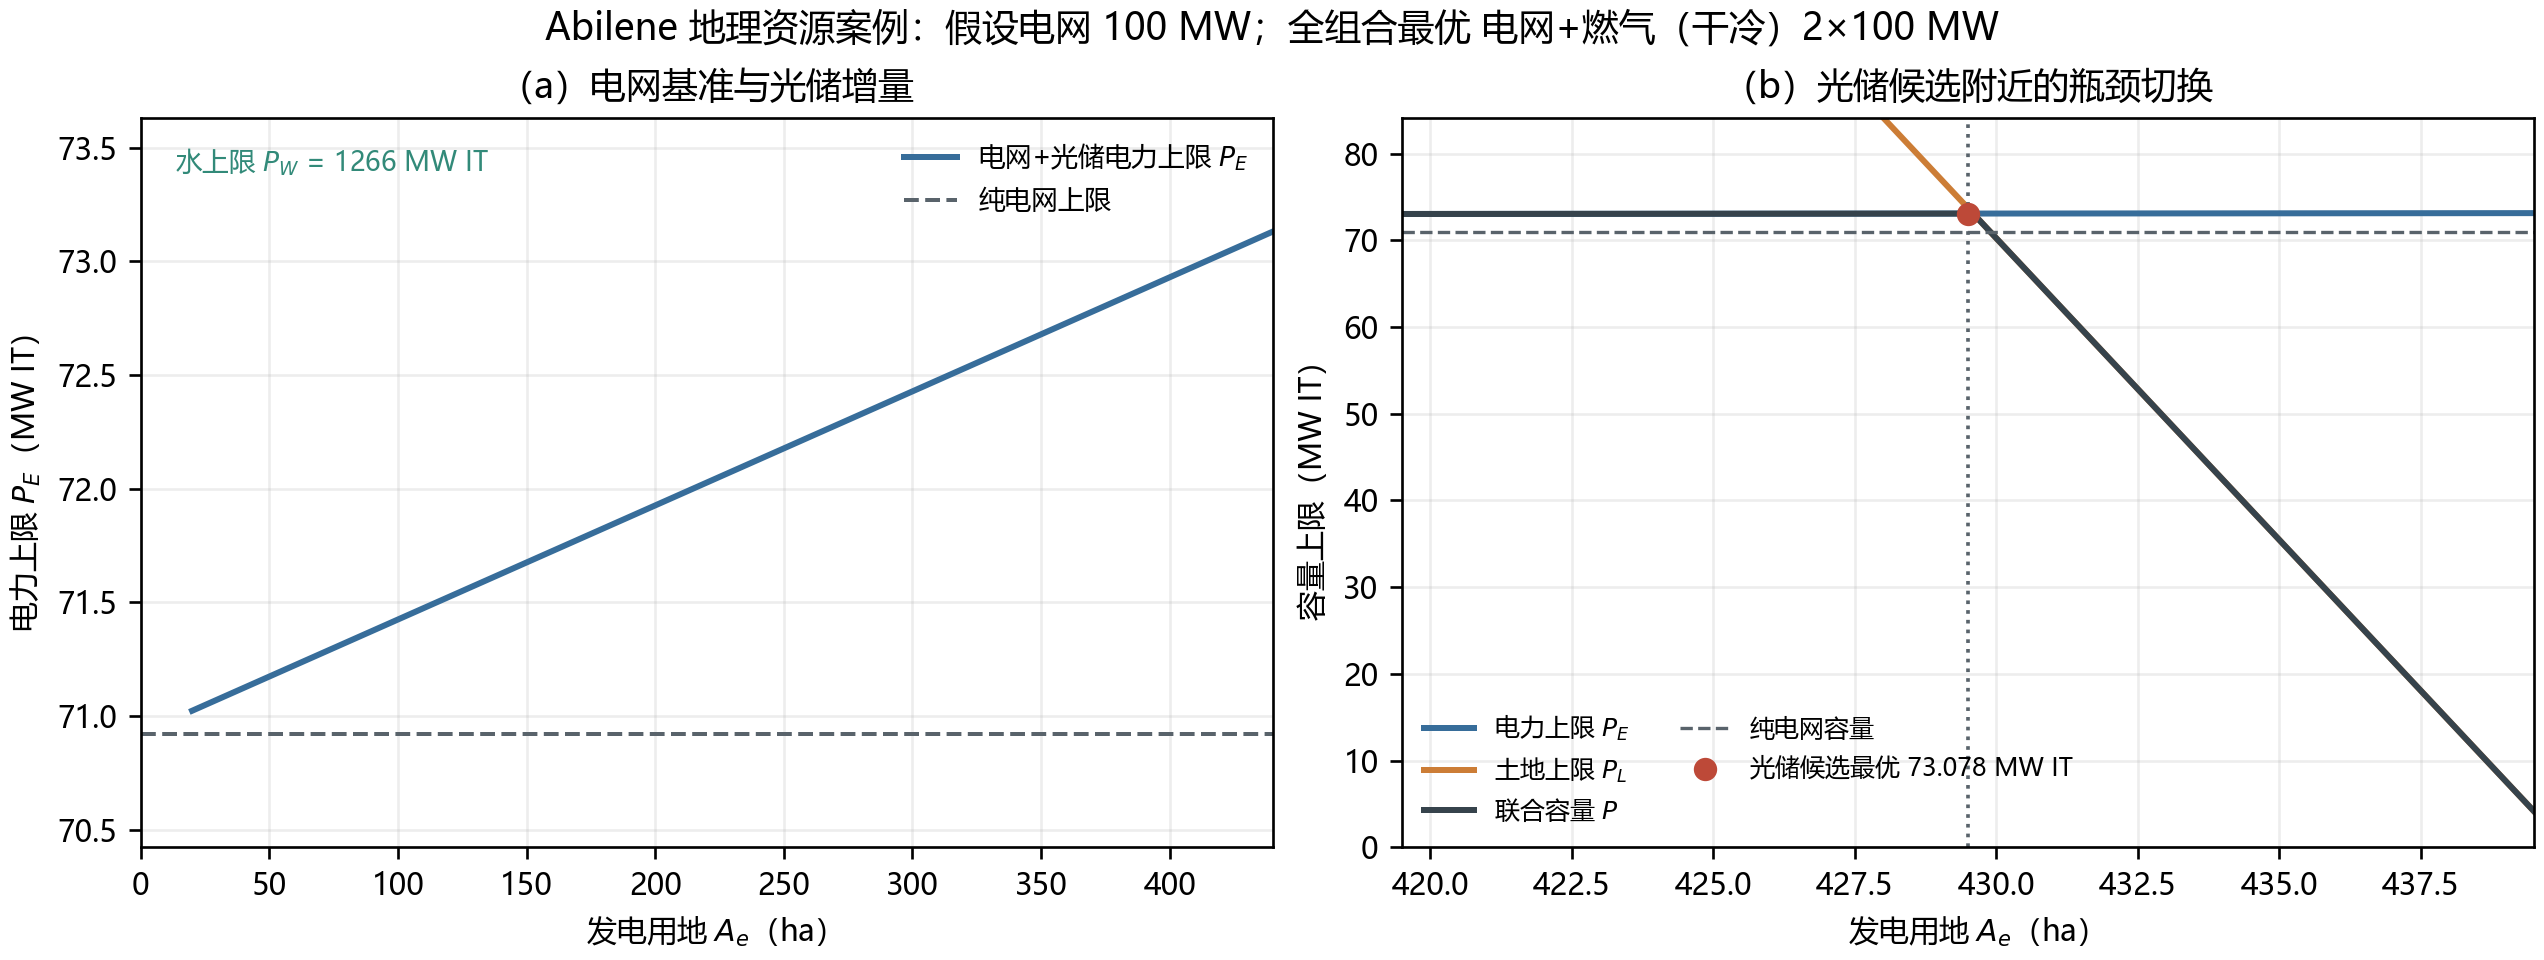 Abilene 地理资源案例：假设电网 100 MW；全组合最优 电网+燃气（干冷）2×100 MW
（a）电网基准与光储增量
水上限 P_W = 1266 MW IT
电网+光储电力上限 P_E
纯电网上限
电力上限 P_E（MW IT）
73.5
73.0
72.5
72.0
71.5
71.0
70.5
0 50 100 150 200 250 300 350 400
发电用地 A_e（ha）
（b）光储候选附近的瓶颈切换
容量上限（MW IT）
80
70
60
50
40
30
20
10
0
电力上限 P_E
土地上限 P_L
联合容量 P
纯电网容量
光储候选最优 73.078 MW IT
420.0 422.5 425.0 427.5 430.0 432.5 435.0 437.5
发电用地 A_e（ha）